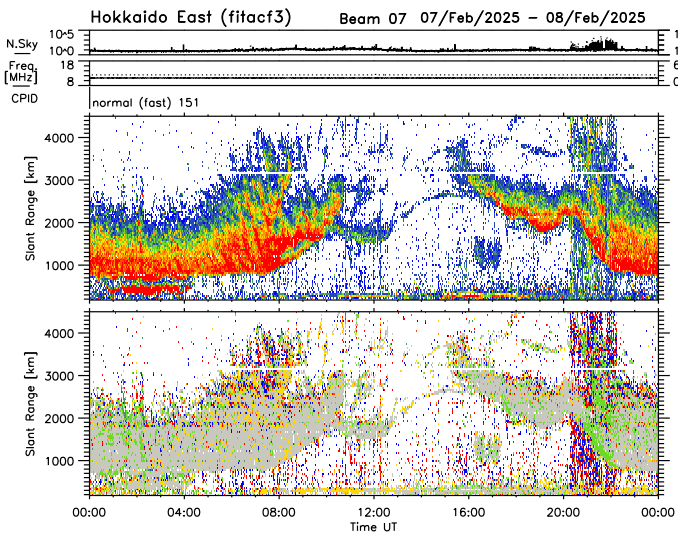 Hokkaido East (fitacf3) Beam 07 07/Feb/2025 – 08/Feb/2025
N.Sky
10^5
10^0
Freq.
[MHz]
18
8
CPID
normal (fast) 151
Slant Range [km]
4000
3000
2000
1000
Slant Range [km]
4000
3000
2000
1000
00:00 04:00 08:00 12:00 16:00 20:00 00:00
Time UT